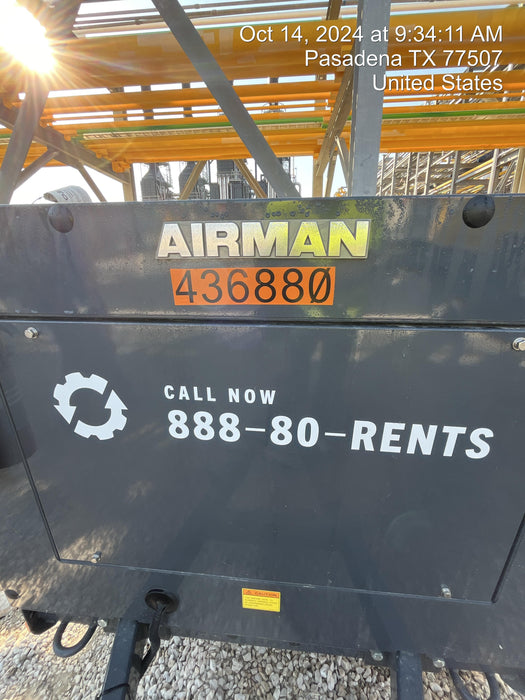 Oct 14, 2024 at 9:34:11 AM
Pasadena TX 77507
United States
AIRMAN
436880
CALL NOW
888-80-RENTS
CAUTION